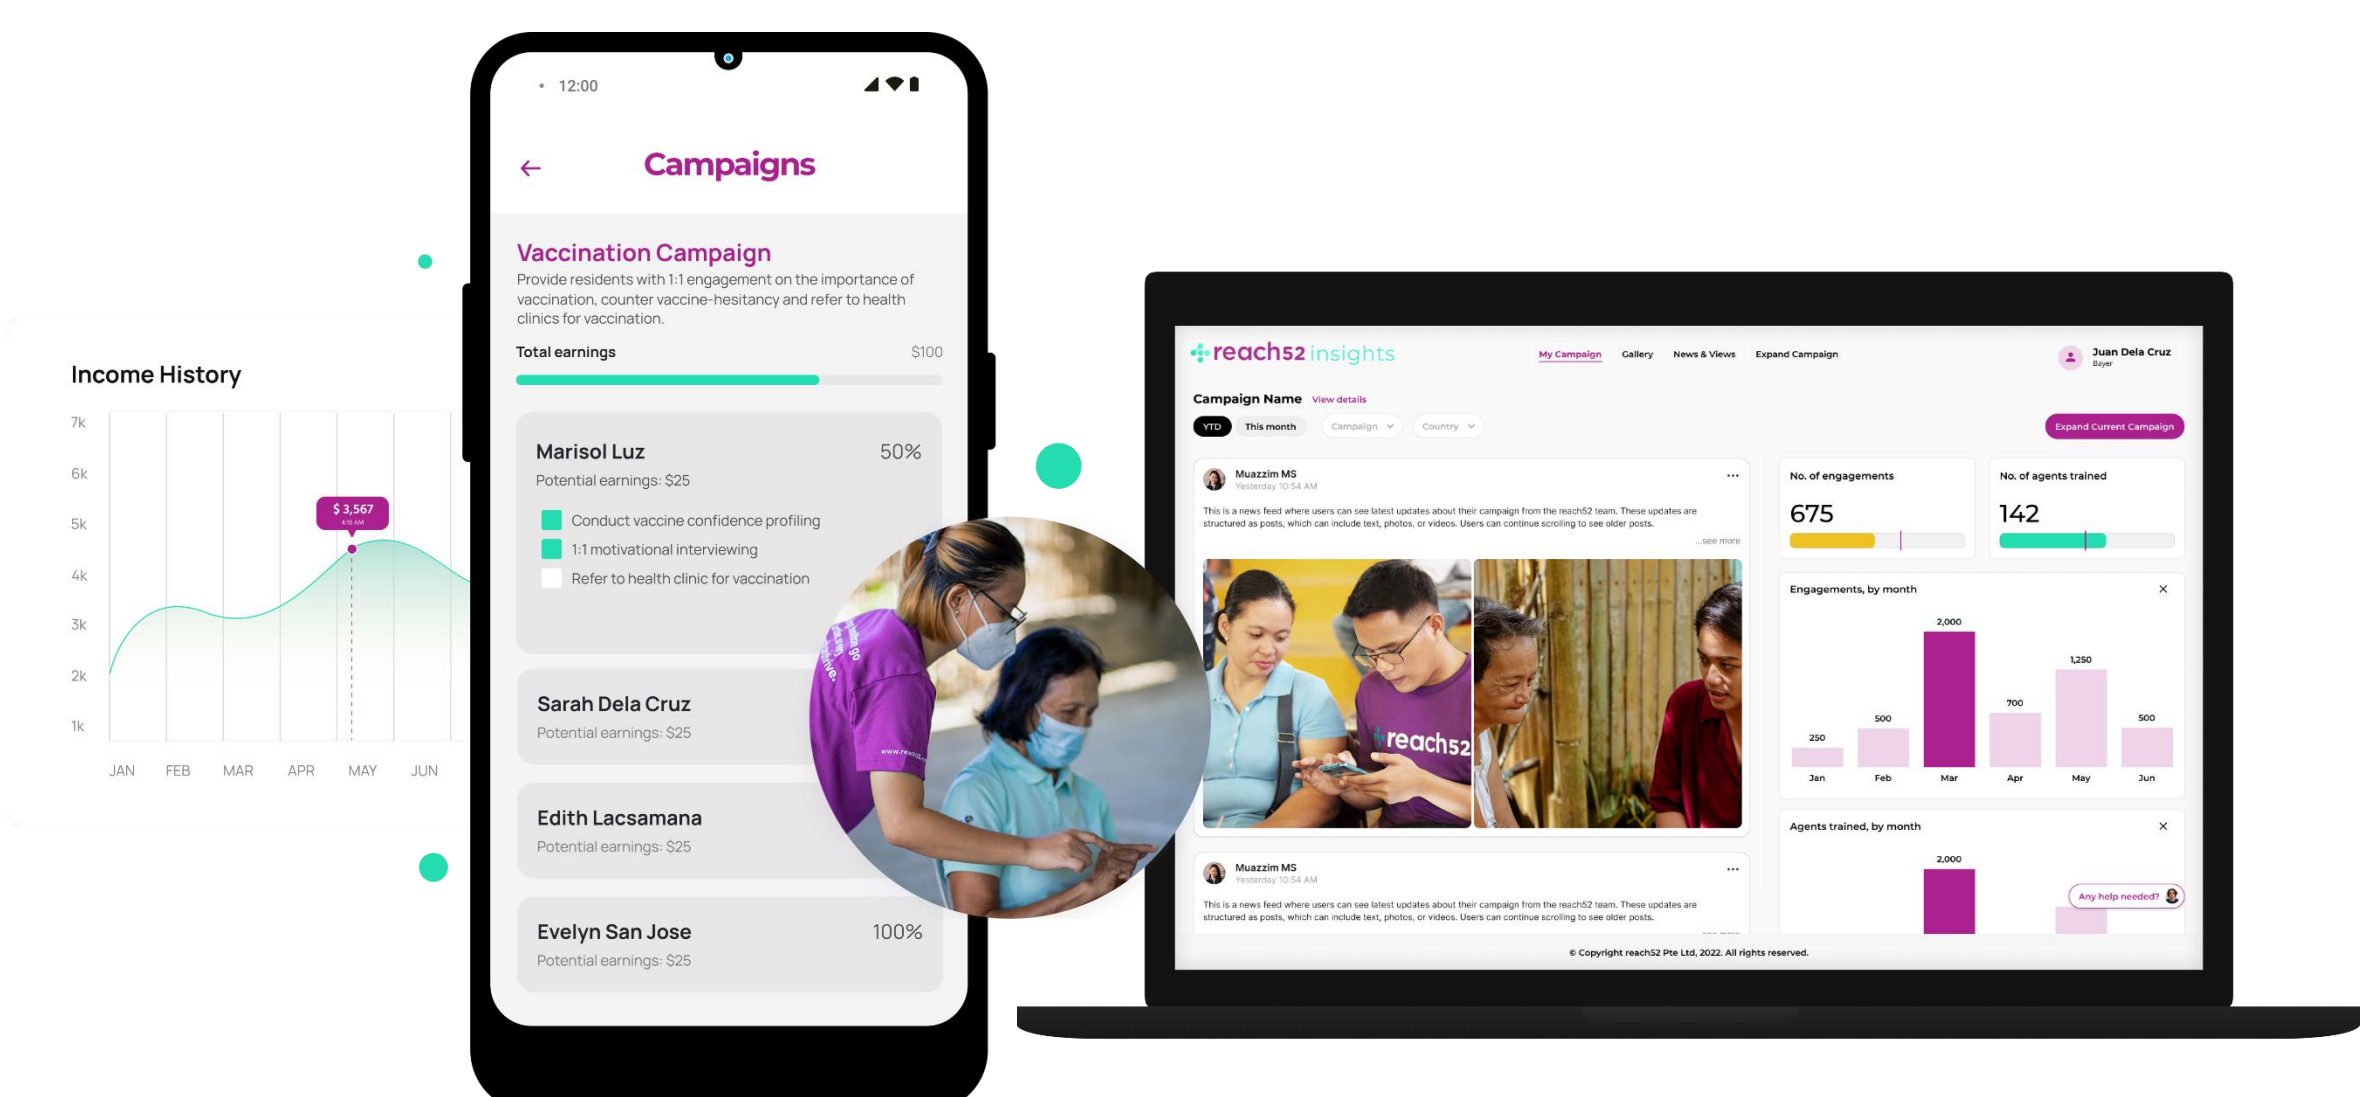 Income History
7k
6k
5k
4k
3k
2k
1k
$ 3,567
4:10 AM
JAN FEB MAR APR MAY JUN
12:00
Campaigns
Vaccination Campaign
Provide residents with 1:1 engagement on the importance of
vaccination, counter vaccine-hesitancy and refer to health
clinics for vaccination.
Total earnings $100
Marisol Luz 50%
Potential earnings: $25
Conduct vaccine confidence profiling
1:1 motivational interviewing
Refer to health clinic for vaccination
Sarah Dela Cruz
Potential earnings: $25
Edith Lacsamana
Potential earnings: $25
Evelyn San Jose 100%
Potential earnings: $25
go
thrive.
reach52 insights
My Campaign Gallery News & Views Expand Campaign
Juan Dela Cruz
Bayer
Campaign Name View details
YTD This month Campaign Country
Expand Current Campaign
Muazzim MS
Yesterday 10:54 AM
This is a news feed where users can see latest updates about their campaign from the reach52 team. These updates are
structured as posts, which can include text, photos, or videos. Users can continue scrolling to see older posts.
...see more
reach52
Muazzim MS
Yesterday 10:54 AM
This is a news feed where users can see latest updates about their campaign from the reach52 team. These updates are
structured as posts, which can include text, photos, or videos. Users can continue scrolling to see older posts.
No. of engagements
675
No. of agents trained
142
Engagements, by month
2,000
1,250
700
500
500
250
Jan Feb Mar Apr May Jun
Agents trained, by month
2,000
Any help needed?
© Copyright reach52 Pte Ltd, 2022. All rights reserved.